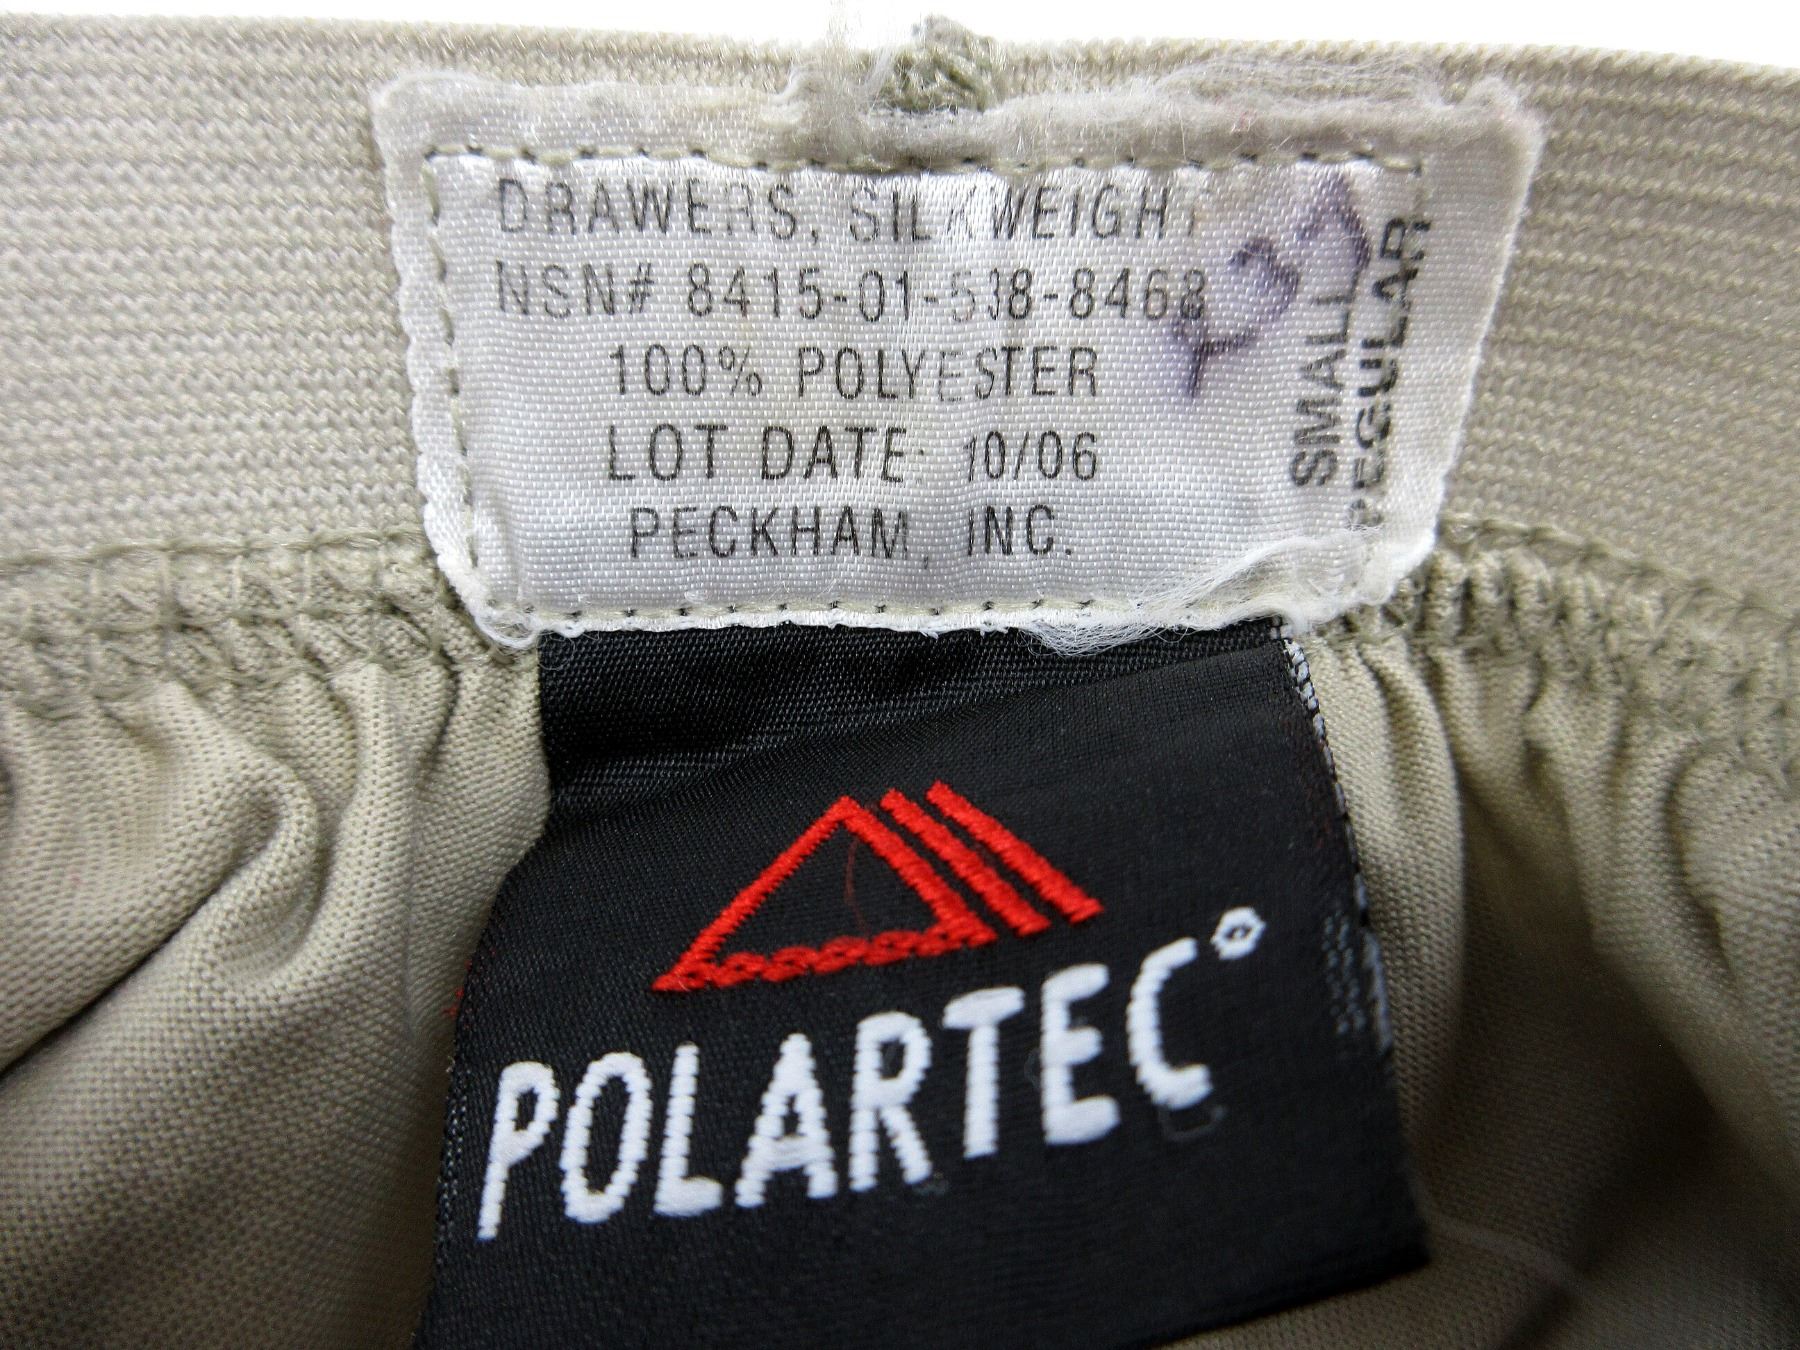 DRAWERS, SILKWEIGHT
NSN# 8415-01-538-8468
100% POLYESTER
LOT DATE: 10/06
PECKHAM, INC.
SMALL
REGULAR
POLARTEC®